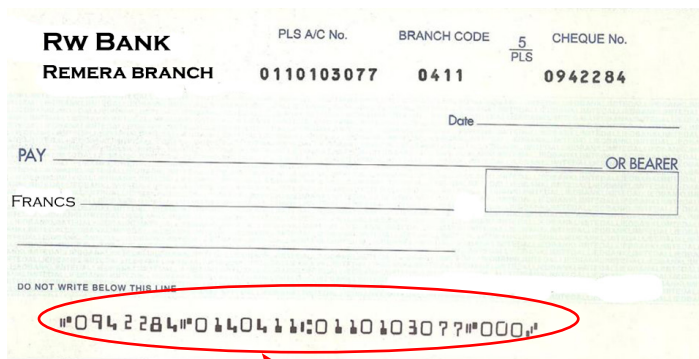 RW BANK
REMERA BRANCH
PLS A/C No. BRANCH CODE 5 PLS CHEQUE No.
0110103077 0411 0942284
Date
PAY OR BEARER
FRANCS
DO NOT WRITE BELOW THIS LINE
⑈0942284⑈0140411⑆0110103077⑈000⑈